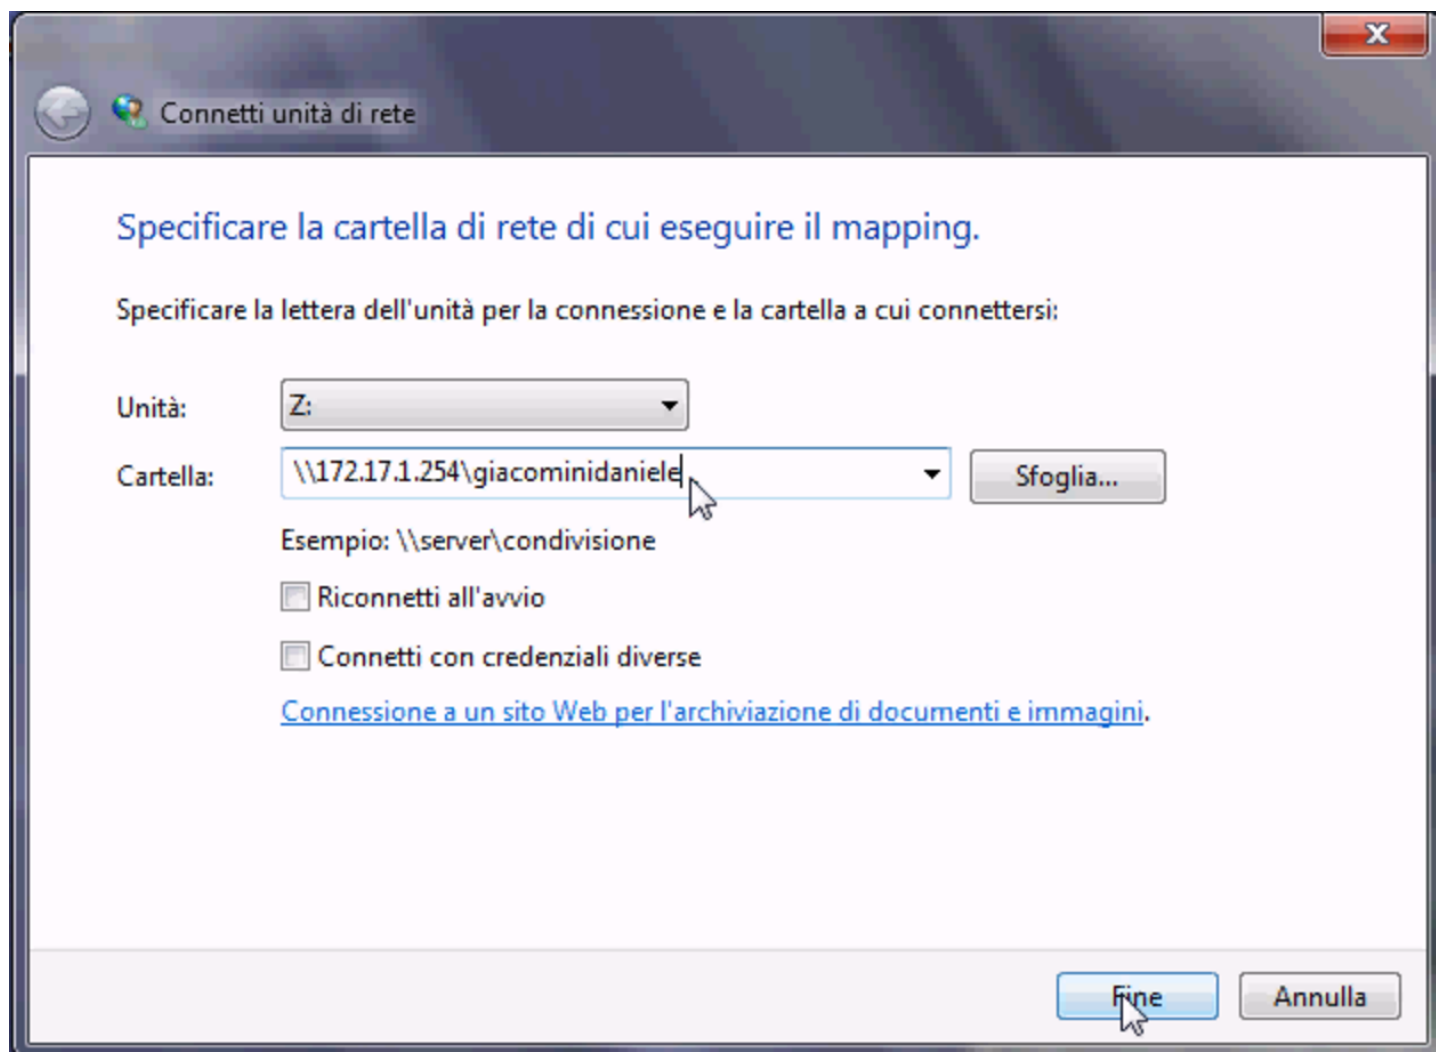 Connetti unità di rete
Specificare la cartella di rete di cui eseguire il mapping.
Specificare la lettera dell'unità per la connessione e la cartella a cui connettersi:
Unità: Z:
Cartella: \\172.17.1.254\giacominidaniele Sfoglia...
Esempio: \\server\condivisione
Riconnetti all'avvio
Connetti con credenziali diverse
Connessione a un sito Web per l'archiviazione di documenti e immagini.
Fine Annulla